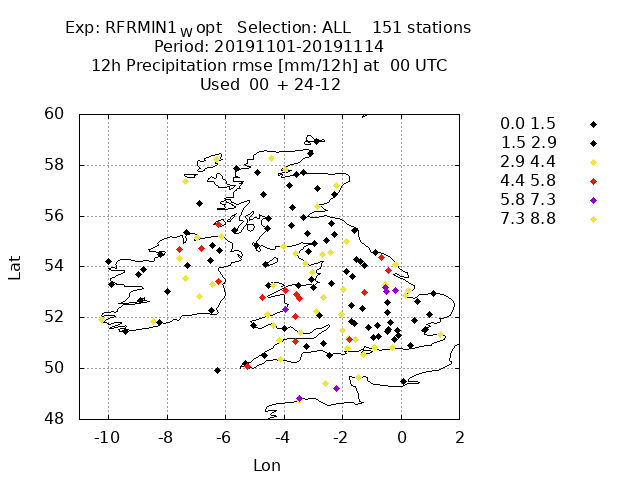 Exp: RFRMIN1 w opt Selection: ALL 151 stations
Period: 20191101-20191114
12h Precipitation rmse [mm/12h] at 00 UTC
Used 00 + 24-12
60
58
56
54
52
50
48
-10 -8 -6 -4 -2 0 2
Lat
Lon
0.0 1.5
1.5 2.9
2.9 4.4
4.4 5.8
5.8 7.3
7.3 8.8